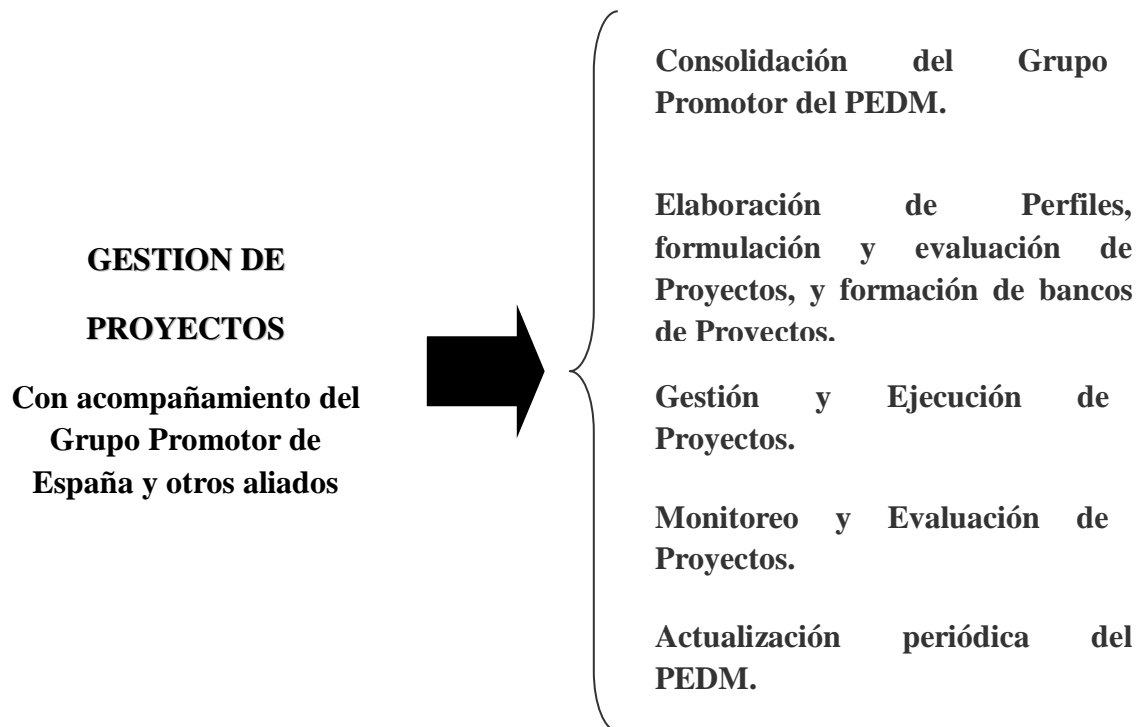 GESTION DE
PROYECTOS
Con acompañamiento del
Grupo Promotor de
España y otros aliados
Consolidación del Grupo
Promotor del PEDM.
Elaboración de Perfiles,
formulación y evaluación de
Proyectos, y formación de bancos
de Proyectos.
Gestión y Ejecución de
Proyectos.
Monitoreo y Evaluación de
Proyectos.
Actualización periódica del
PEDM.